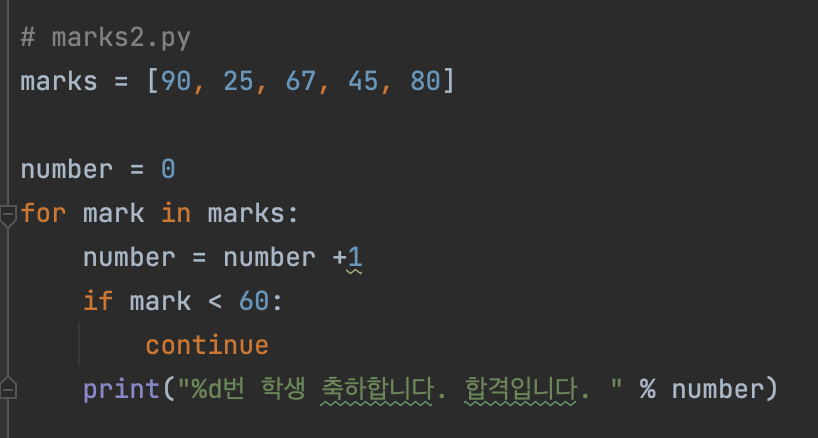 # marks2.py
marks = [90, 25, 67, 45, 80]
number = 0
for mark in marks:
number = number +1
if mark < 60:
continue
print("%d번 학생 축하합니다. 합격입니다. " % number)